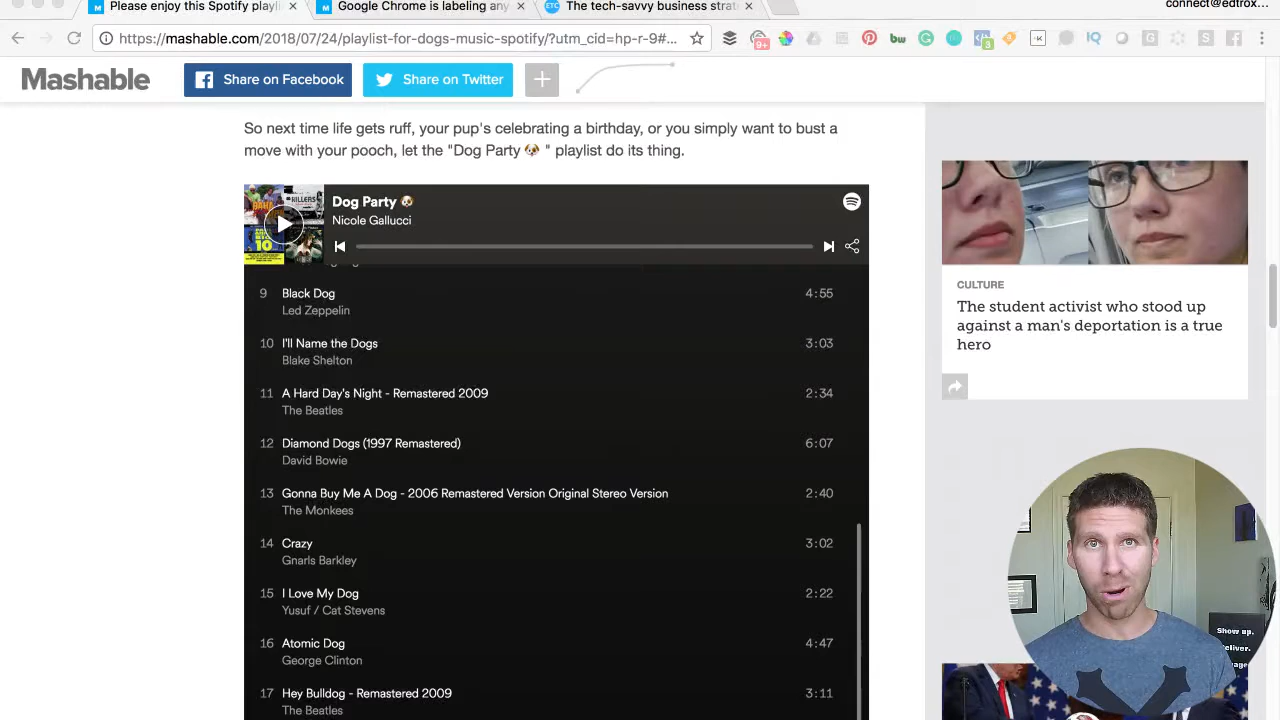 Please enjoy this Spotify playli
Google Chrome is labeling any
ETC
The tech-savvy business strate
connect@edtrox...
https://mashable.com/2018/07/24/playlist-for-dogs-music-spotify/?utm_cid=hp-r-9#...
9+
bw
3
Mashable
Share on Facebook
Share on Twitter
So next time life gets ruff, your pup's celebrating a birthday, or you simply want to bust a
move with your pooch, let the "Dog Party 🐶 " playlist do its thing.
Dog Party 🐶
Nicole Gallucci
9 Black Dog 4:55
Led Zeppelin
10 I'll Name the Dogs 3:03
Blake Shelton
11 A Hard Day's Night - Remastered 2009 2:34
The Beatles
12 Diamond Dogs (1997 Remastered) 6:07
David Bowie
13 Gonna Buy Me A Dog - 2006 Remastered Version Original Stereo Version 2:40
The Monkees
14 Crazy 3:02
Gnarls Barkley
15 I Love My Dog 2:22
Yusuf / Cat Stevens
16 Atomic Dog 4:47
George Clinton
17 Hey Bulldog - Remastered 2009 3:11
The Beatles
CULTURE
The student activist who stood up
against a man's deportation is a true
hero
Show up.